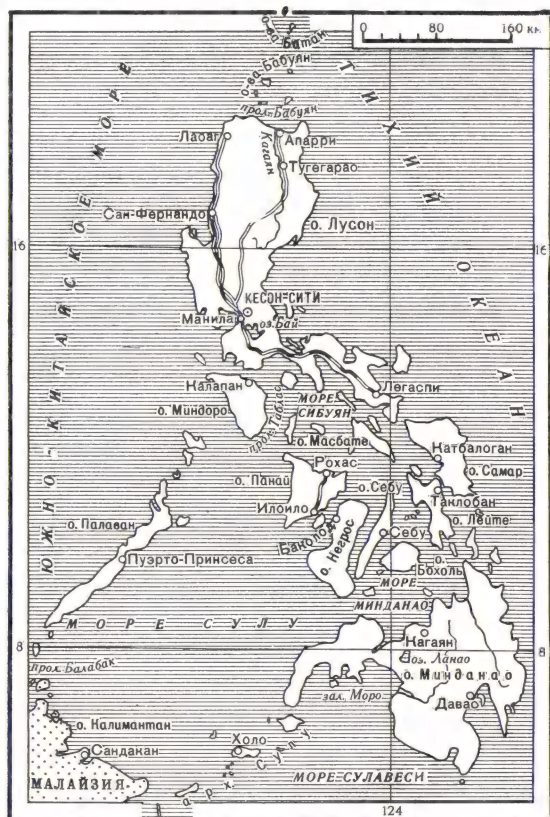 о-ва Батан
0 80 160 км
о-ва Бабуян
прол. Бабуян
ТИХИЙ ОКЕАН
ЮЖНО-КИТАЙСКОЕ МОРЕ
Лаоаг
Апарри
Кагаян
Тугегарао
Сан-Фернандо
о. Лусон
16
16
КЕСОН-СИТИ
Манила
оз. Бай
Калапан
Легаспи
МОРЕ
СИБУЯН
о. Миндоро
прол. Таблас
о. Масбате
Катбалоган
Рохас
о. Самар
о. Панай
о. Себу
Таклобан
Илоило
о. Лейте
о. Палаван
Баколод
о. Негрос
Себу
Пуэрто-Принсеса
о.
Бохоль
МОРЕ
МИНДАНАО
МОРЕ СУЛУ
8
8
Кагаян
прол. Балабак
оз. Ланао
о. Минданао
зал. Моро
Давао
о. Калимантан
Сандакан
Холо
арх. Сулу
МАЛАЙЗИЯ
МОРЕ СУЛАВЕСИ
124